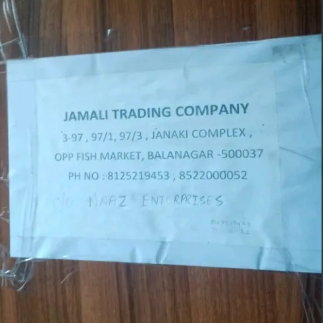 JAMALI TRADING COMPANY
3-97 , 97/1, 97/3 , JANAKI COMPLEX ,
OPP FISH MARKET, BALANAGAR -500037
PH NO : 8125219453 , 8522000052
NAAZ ENTERPRISES